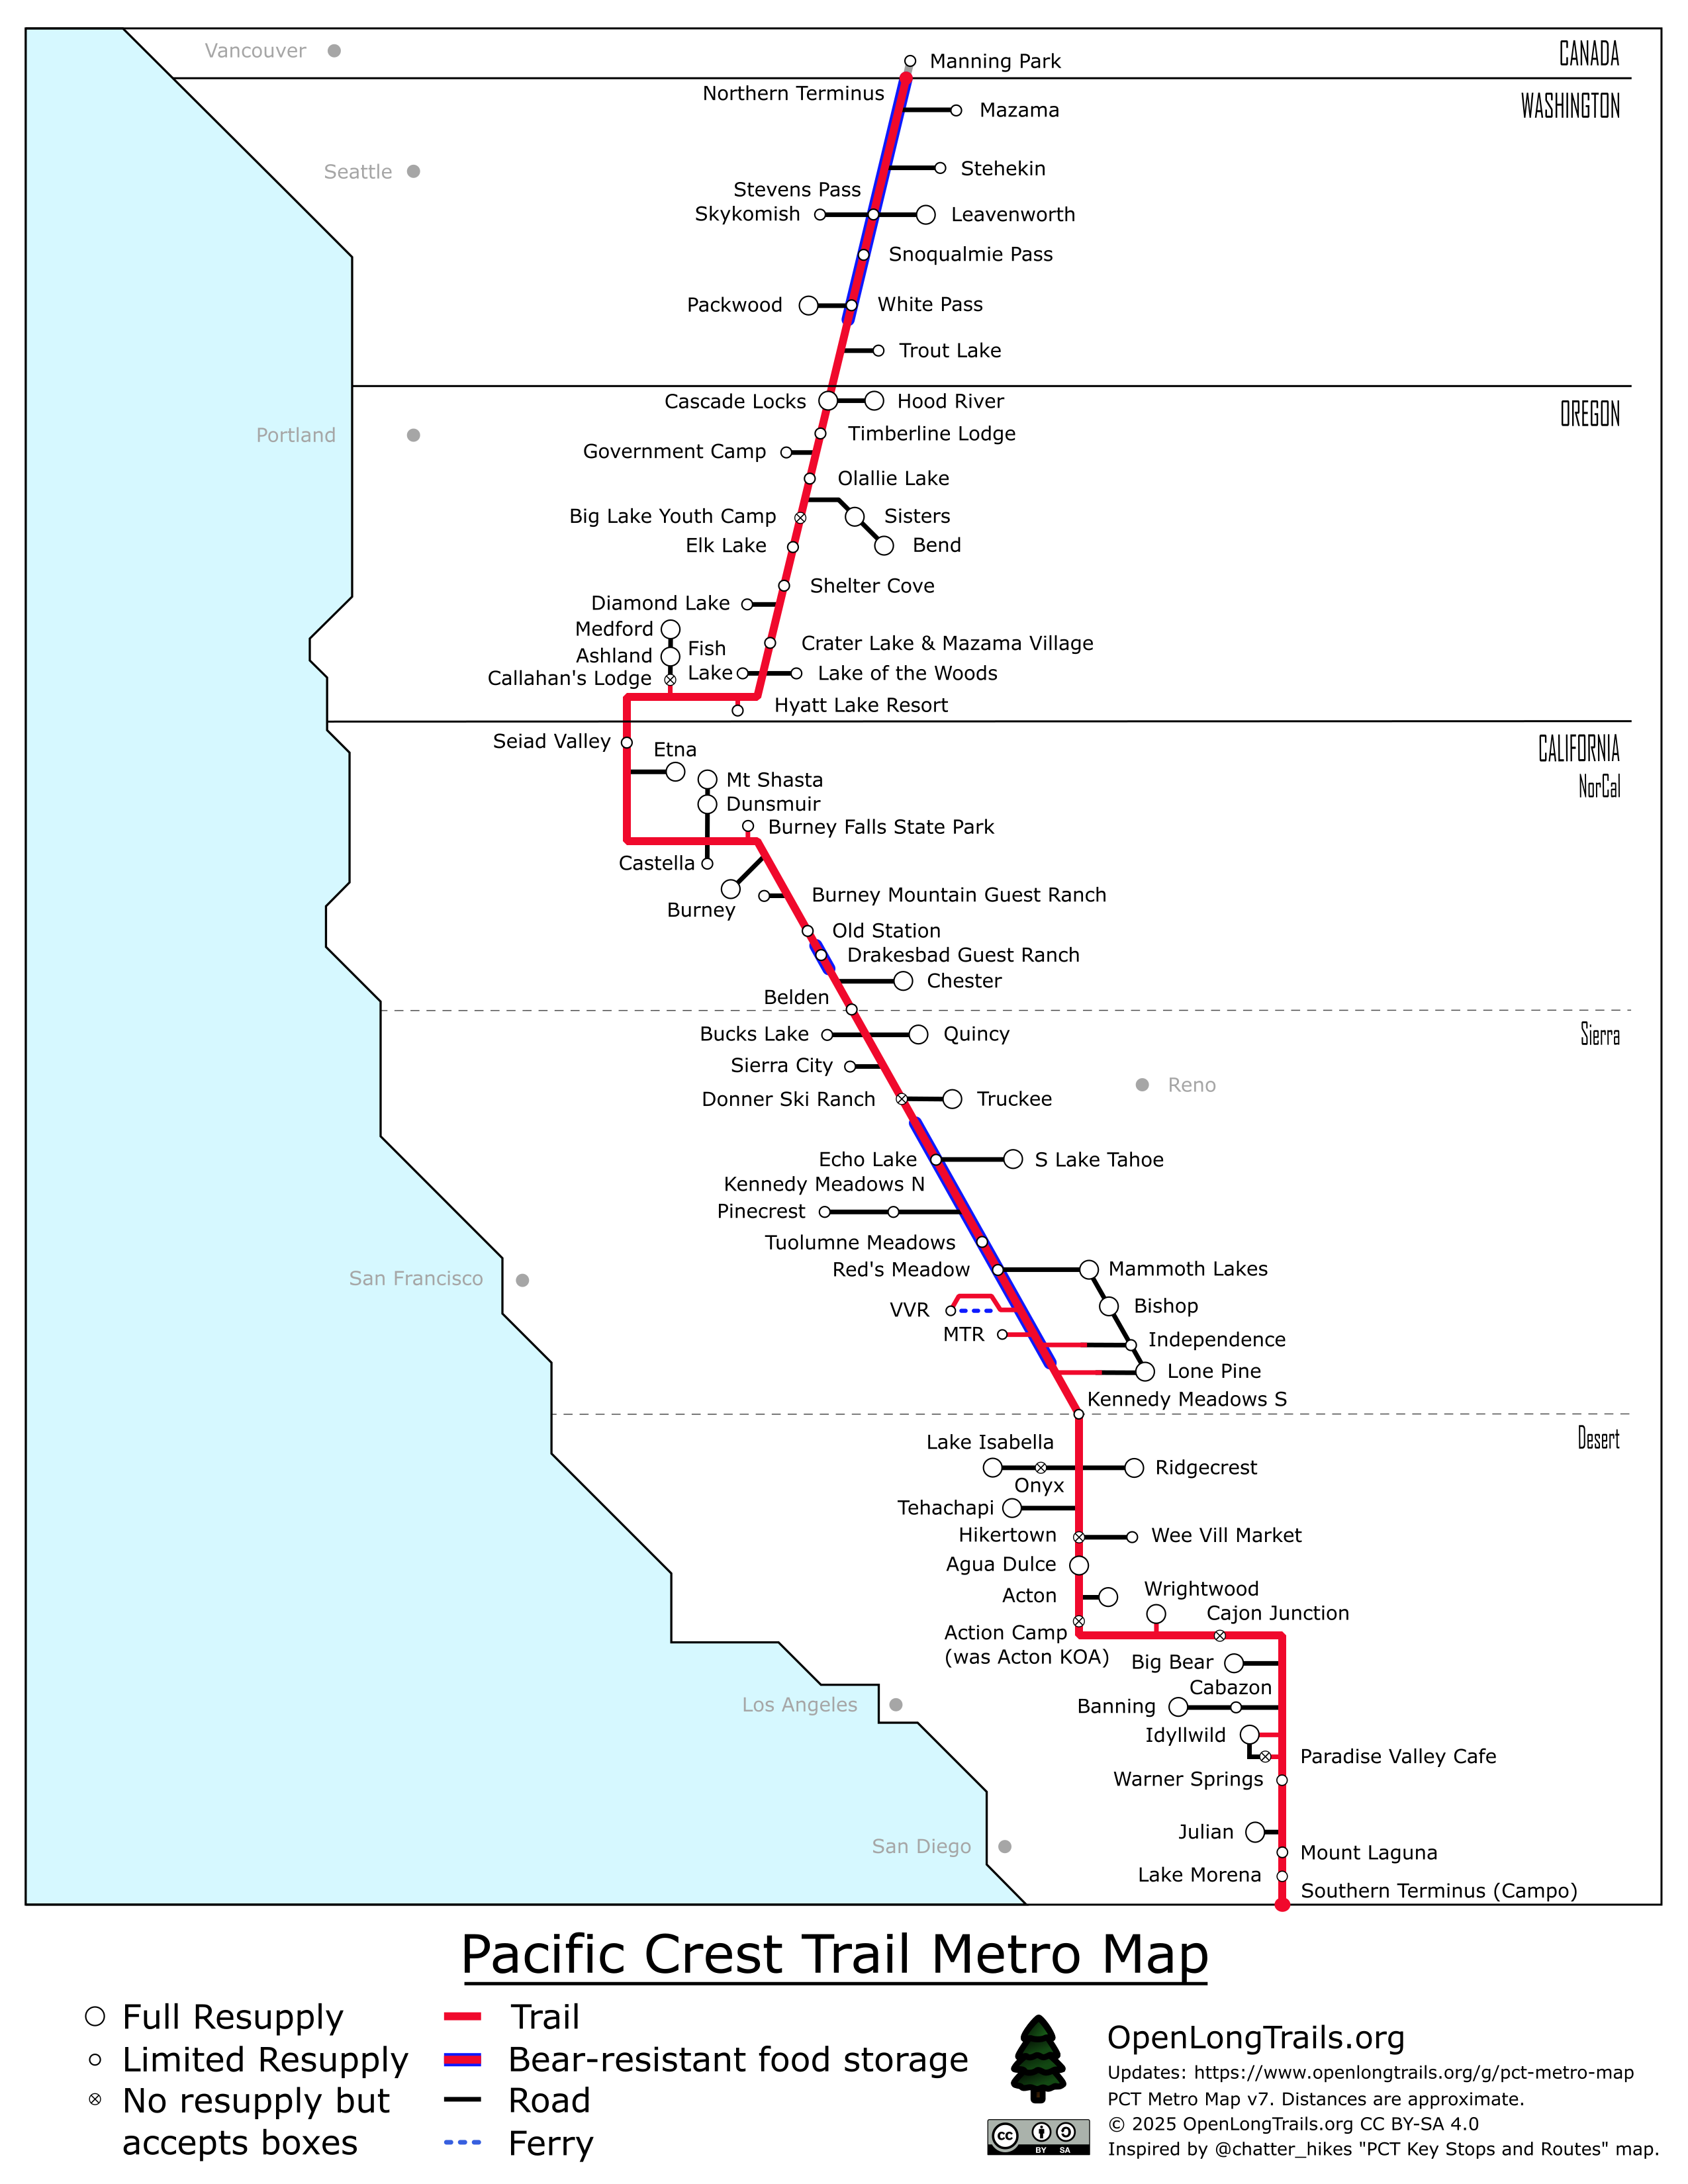 Vancouver
Manning Park
CANADA
Northern Terminus
WASHINGTON
Mazama
Seattle
Stehekin
Stevens Pass
Skykomish
Leavenworth
Snoqualmie Pass
Packwood
White Pass
Trout Lake
Cascade Locks
Hood River
OREGON
Portland
Timberline Lodge
Government Camp
Olallie Lake
Big Lake Youth Camp
Sisters
Elk Lake
Bend
Shelter Cove
Diamond Lake
Medford
Crater Lake & Mazama Village
Ashland
Fish
Lake
Lake of the Woods
Callahan's Lodge
Hyatt Lake Resort
Seiad Valley
CALIFORNIA
Etna
NorCal
Mt Shasta
Dunsmuir
Burney Falls State Park
Castella
Burney Mountain Guest Ranch
Burney
Old Station
Drakesbad Guest Ranch
Chester
Belden
Bucks Lake
Quincy
Sierra
Sierra City
Reno
Donner Ski Ranch
Truckee
Echo Lake
S Lake Tahoe
Kennedy Meadows N
Pinecrest
Tuolumne Meadows
Red's Meadow
Mammoth Lakes
San Francisco
VVR
Bishop
MTR
Independence
Lone Pine
Kennedy Meadows S
Desert
Lake Isabella
Ridgecrest
Onyx
Tehachapi
Hikertown
Wee Vill Market
Agua Dulce
Acton
Wrightwood
Cajon Junction
Action Camp
(was Acton KOA)
Big Bear
Cabazon
Los Angeles
Banning
Idyllwild
Paradise Valley Cafe
Warner Springs
Julian
San Diego
Mount Laguna
Lake Morena
Southern Terminus (Campo)
Pacific Crest Trail Metro Map
Full Resupply
Limited Resupply
No resupply but
accepts boxes
Trail
Bear-resistant food storage
Road
Ferry
OpenLongTrails.org
Updates: https://www.openlongtrails.org/g/pct-metro-map
PCT Metro Map v7. Distances are approximate.
© 2025 OpenLongTrails.org CC BY-SA 4.0
Inspired by @chatter_hikes "PCT Key Stops and Routes" map.
cc
BY SA